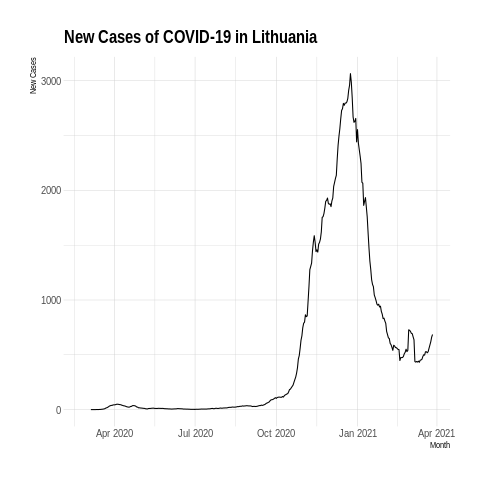 New Cases of COVID-19 in Lithuania
New Cases
3000
2000
1000
0
Apr 2020 Jul 2020 Oct 2020 Jan 2021 Apr 2021
Month